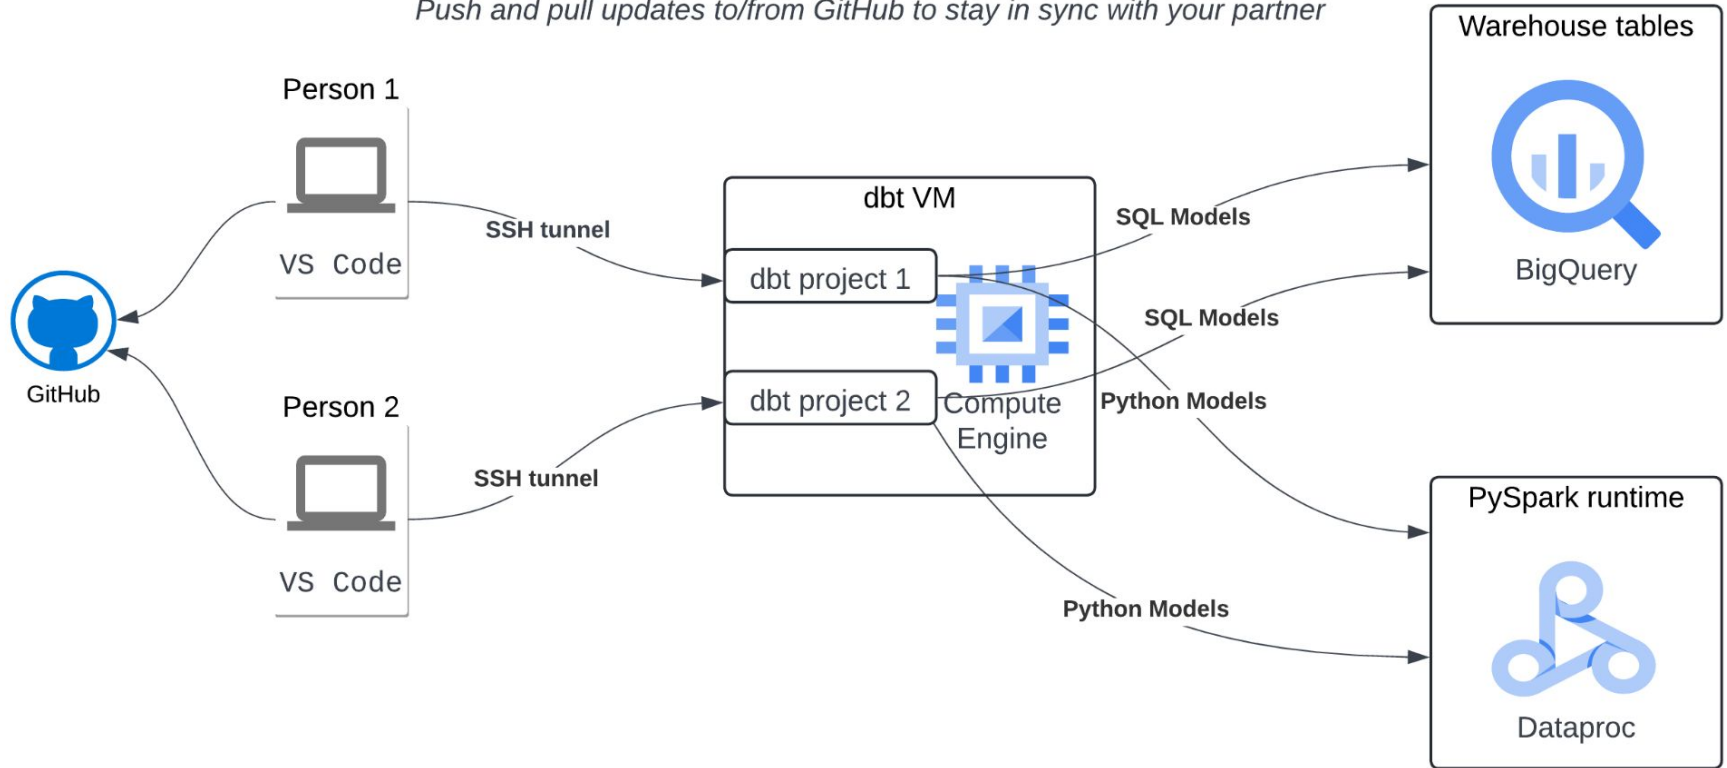 Push and pull updates to/from GitHub to stay in sync with your partner
Warehouse tables
BigQuery
Person 1
VS Code
SSH tunnel
dbt VM
dbt project 1
dbt project 2
Compute
Engine
SQL Models
SQL Models
Python Models
Python Models
GitHub
Person 2
VS Code
SSH tunnel
PySpark runtime
Dataproc